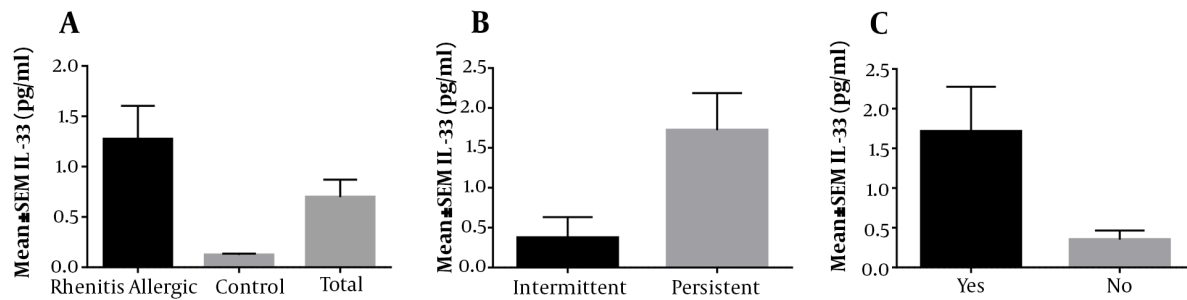 A
Mean±SEM IL-33 (pg/ml)
2.0
1.5
1.0
0.5
0.0
Rhenitis Allergic
Control
Total
B
Mean±SEM IL-33 (pg/ml)
2.5
2.0
1.5
1.0
0.5
0.0
Intermittent
Persistent
C
Mean±SEM IL-33 (pg/ml)
2.5
2.0
1.5
1.0
0.5
0.0
Yes
No